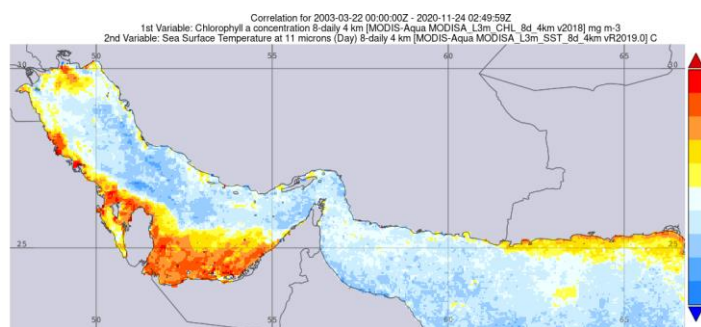 Correlation for 2003-03-22 00:00:00Z - 2020-11-24 02:49:59Z
1st Variable: Chlorophyll a concentration 8-daily 4 km [MODIS-Aqua MODISA_L3m_CHL_8d_4km v2018] mg m-3
2nd Variable: Sea Surface Temperature at 11 microns (Day) 8-daily 4 km [MODIS-Aqua MODISA_L3m_SST_8d_4km vR2019.0] C
30 30
25 25
50 55 60 65